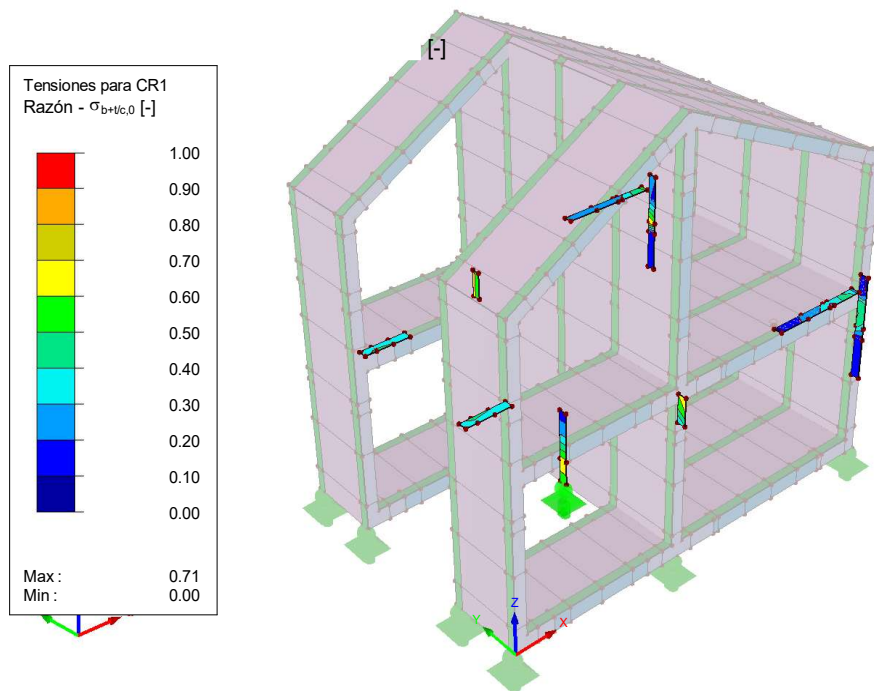 [-]
Tensiones para CR1
Razón - σb+t/c,0 [-]
1.00
0.90
0.80
0.70
0.60
0.50
0.40
0.30
0.20
0.10
0.00
Max : 0.71
Min : 0.00
Z
Y
X